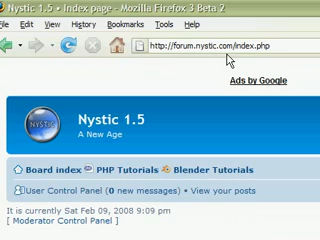 Nystic 1.5 • Index page - Mozilla Firefox 3 Beta 2
Edit View History Bookmarks Tools Help
http://forum.nystic.com/index.php
Ads by Google
NYSTIC
Nystic 1.5
A New Age
Board index PHP Tutorials Blender Tutorials
User Control Panel (0 new messages) • View your posts
It is currently Sat Feb 09, 2008 9:09 pm
[ Moderator Control Panel ]